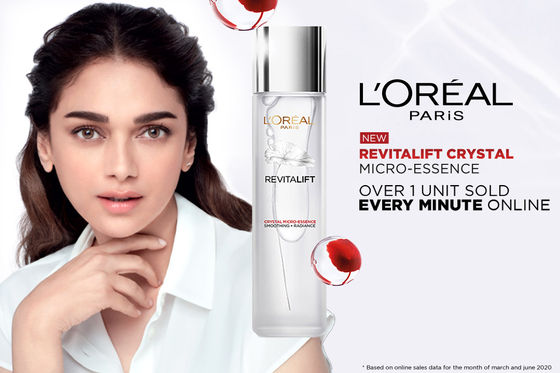 L'ORÉAL
PARIS
REVITALIFT
CRYSTAL MICRO-ESSENCE
SMOOTHING + RADIANCE
L'ORÉAL
PARIS
NEW
REVITALIFT CRYSTAL
MICRO-ESSENCE
OVER 1 UNIT SOLD
EVERY MINUTE ONLINE
* Based on online sales data for the month of march and june 2020